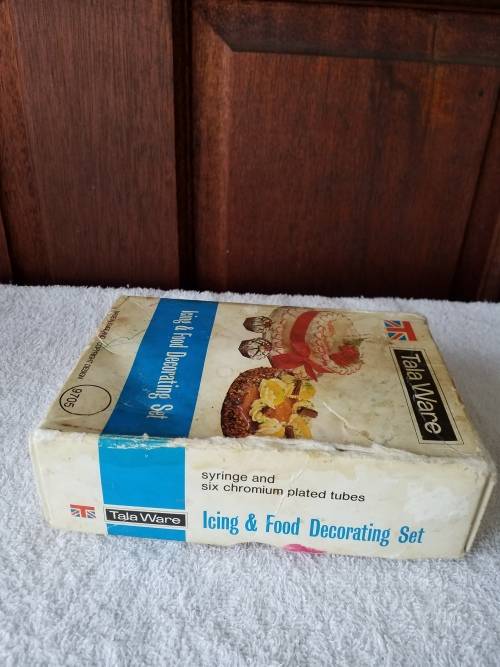 Tala Ware
Icing & Food Decorating Set
9705
syringe and
six chromium plated tubes
Tala Ware
Icing & Food Decorating Set